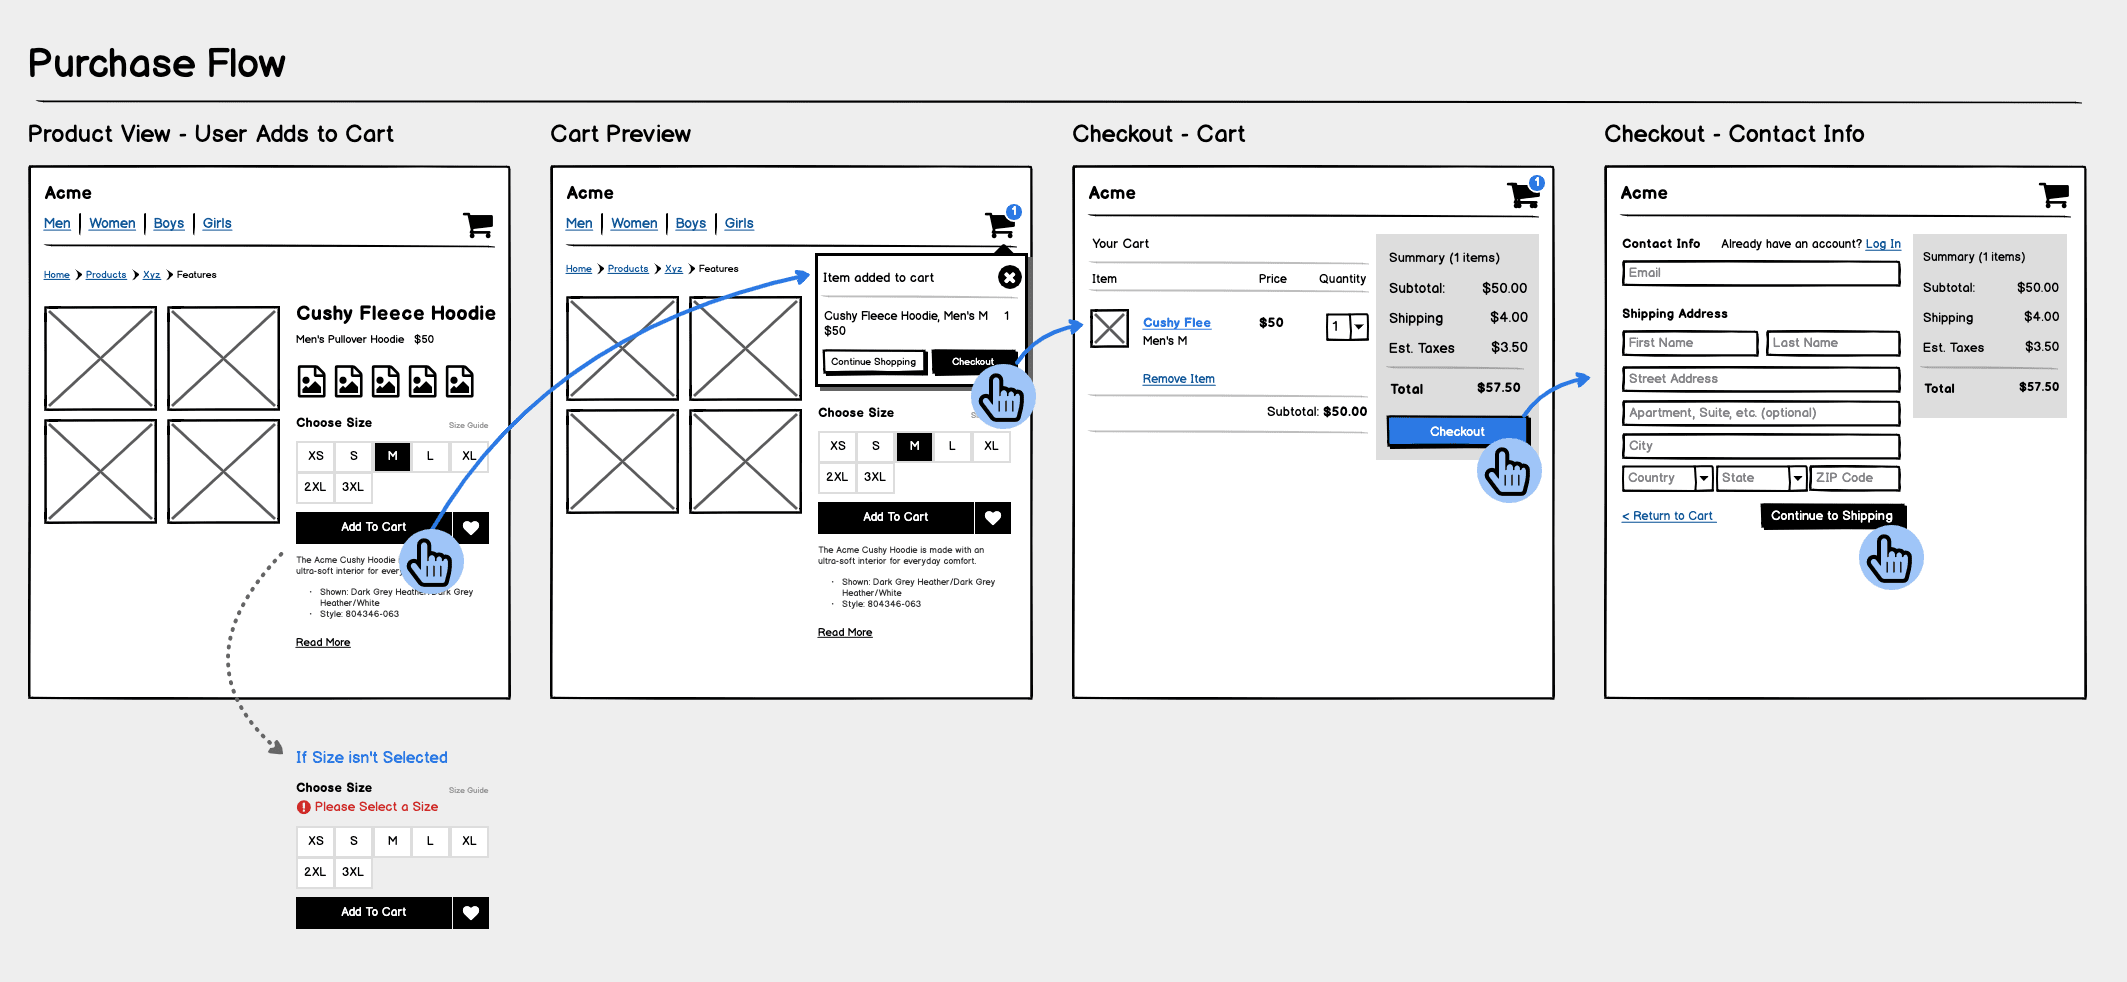 Purchase Flow
Product View - User Adds to Cart
Acme
Men Women Boys Girls
Home Products Xyz Features
Cushy Fleece Hoodie
Men's Pullover Hoodie $50
Choose Size Size Guide
XS S M L XL
2XL 3XL
Add To Cart
The Acme Cushy Hoodie
ultra-soft interior for
Shown: Dark Grey Heather/Dark Grey
Heather/White
Style: 804346-063
Read More
If Size isn't Selected
Choose Size Size Guide
Please Select a Size
XS S M L XL
2XL 3XL
Add To Cart
Cart Preview
Acme
1
Men Women Boys Girls
Home Products Xyz Features
Item added to cart
Cushy Fleece Hoodie, Men's M 1
$50
Continue Shopping Checkout
Choose Size
XS S M L XL
2XL 3XL
Add To Cart
The Acme Cushy Hoodie is made with an
ultra-soft interior for everyday comfort.
Shown: Dark Grey Heather/Dark Grey
Heather/White
Style: 804346-063
Read More
Checkout - Cart
Acme
1
Your Cart
Item Price Quantity
Cushy Flee $50 1
Men's M
Remove Item
Subtotal: $50.00
Summary (1 items)
Subtotal: $50.00
Shipping $4.00
Est. Taxes $3.50
Total $57.50
Checkout
Checkout - Contact Info
Acme
Contact Info Already have an account? Log In
Email
Shipping Address
First Name Last Name
Street Address
Apartment, Suite, etc. (optional)
City
Country State ZIP Code
< Return to Cart Continue to Shipping
Summary (1 items)
Subtotal: $50.00
Shipping $4.00
Est. Taxes $3.50
Total $57.50